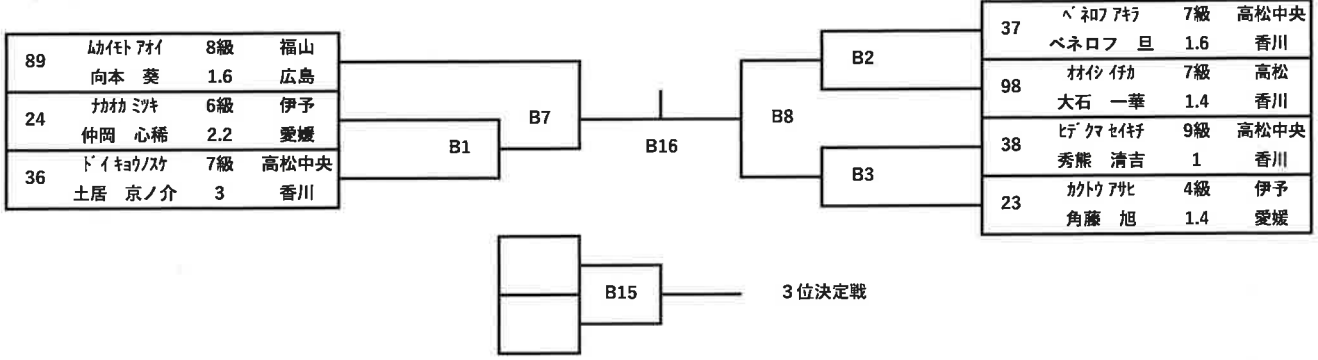 89 ﾑｶｲﾓﾄ ｱｵｲ 8級 福山
向本 葵 1.6 広島
24 ﾅｶｵｶ ﾐﾂｷ 6級 伊予
仲岡 心稀 2.2 愛媛
36 ﾄﾞｲ ｷｮｳﾉｽｹ 7級 高松中央
土居 京ノ介 3 香川
B1
B7
B16
B8
B2
B3
37 ﾍﾞﾈﾛﾌ ｱｷﾗ 7級 高松中央
ベネロフ 旦 1.6 香川
98 ｵｵｲｼ ｲﾁｶ 7級 高松
大石 一華 1.4 香川
38 ﾋﾃﾞｸﾏ ｾｲｷﾁ 9級 高松中央
秀熊 清吉 1 香川
23 ｶｸﾄｳ ｱｻﾋ 4級 伊予
角藤 旭 1.4 愛媛
B15 3位決定戦